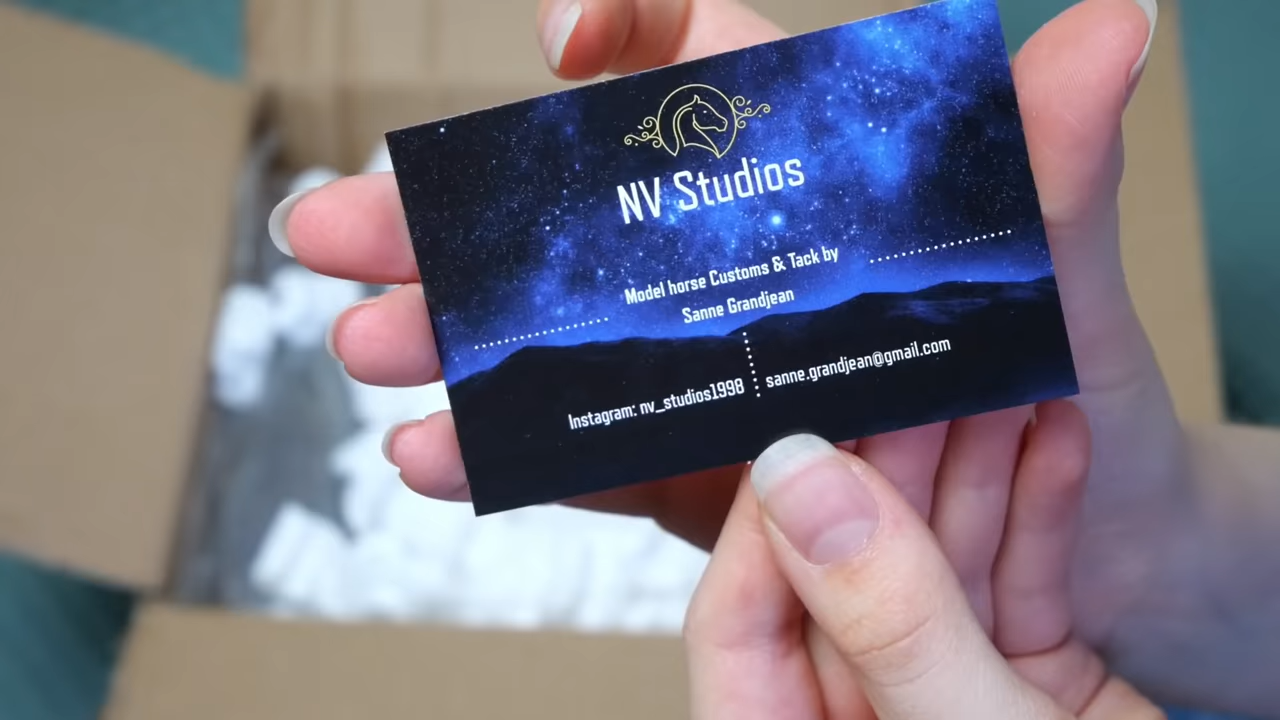 NV Studios
Model horse Customs & Tack by
Sanne Grandjean
Instagram: nv_studios1998
sanne.grandjean@gmail.com